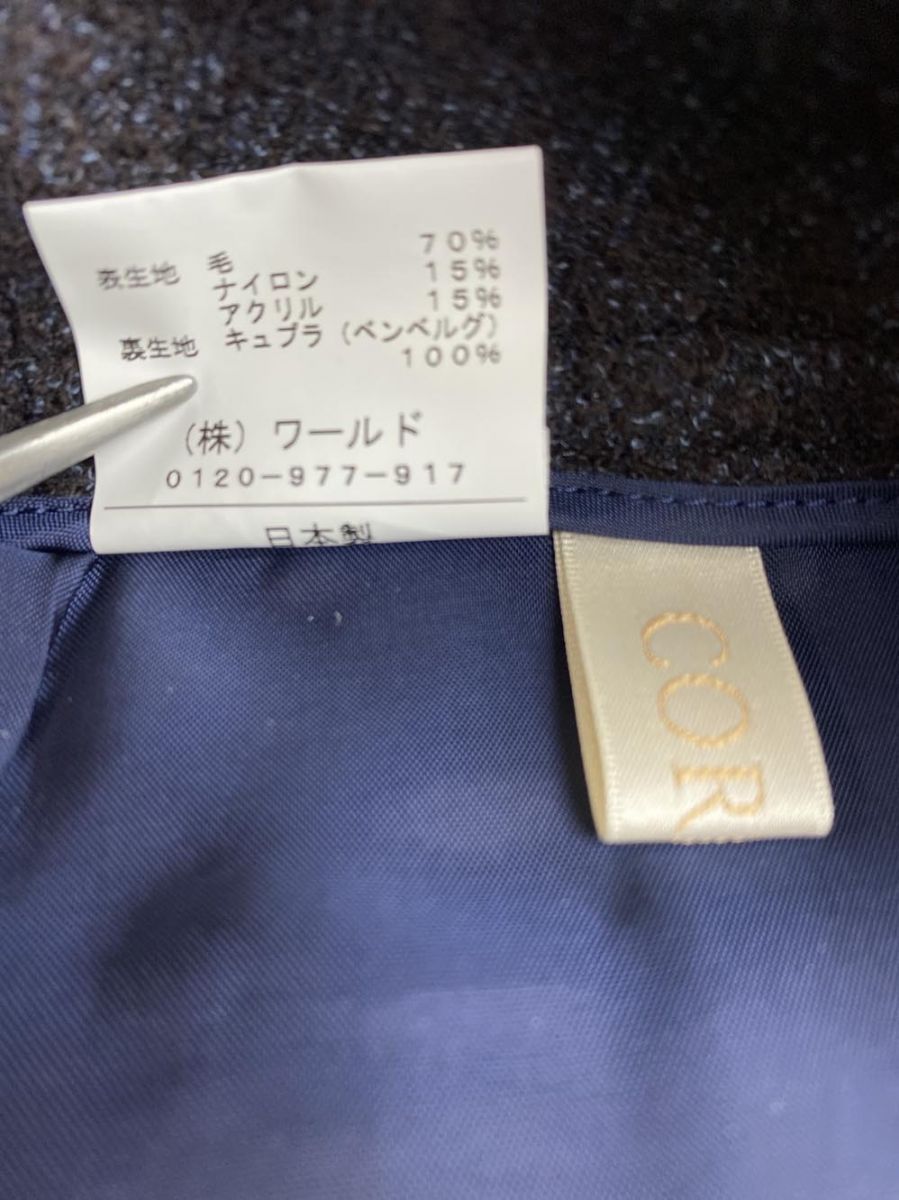 表生地 毛 70%
ナイロン 15%
アクリル 15%
裏生地 キュプラ（ベンベルグ）
100%
（株）ワールド
0120-977-917
日本製
COR